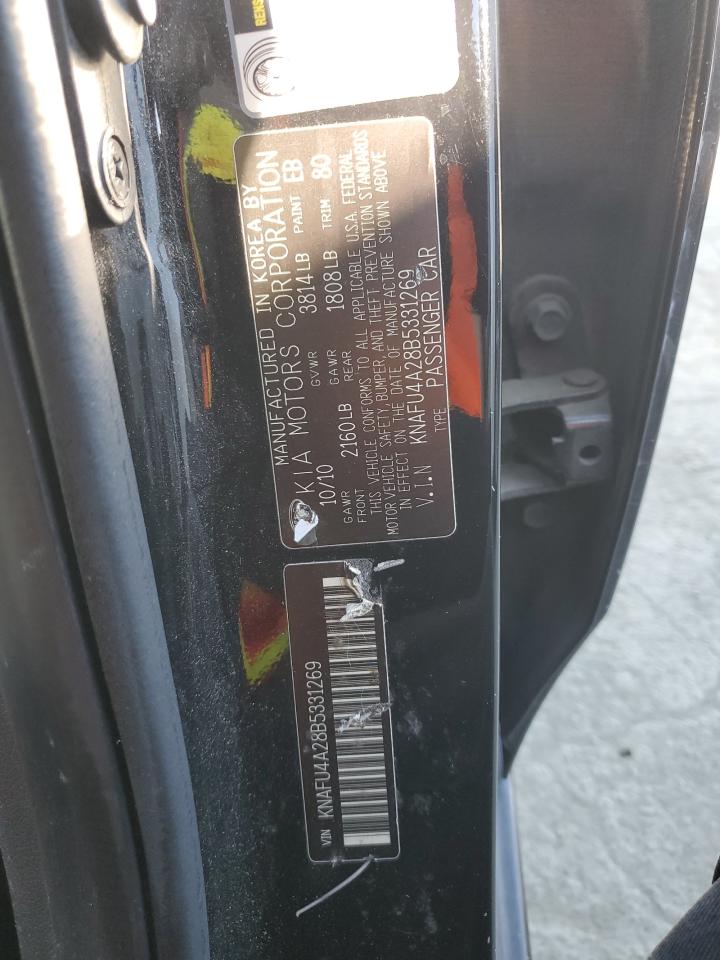 RENS
MANUFACTURED IN KOREA BY
KIA MOTORS CORPORATION
10/10 GVWR 3814LB PAINT EB
GAWR FRONT 2160LB GAWR REAR 1808LB TRIM 80
THIS VEHICLE CONFORMS TO ALL APPLICABLE U.S.A. FEDERAL
MOTOR VEHICLE SAFETY, BUMPER, AND THEFT PREVENTION STANDARDS
IN EFFECT ON THE DATE OF MANUFACTURE SHOWN ABOVE
V.I.N KNAFU4A28B5331269
TYPE PASSENGER CAR
VIN KNAFU4A28B5331269